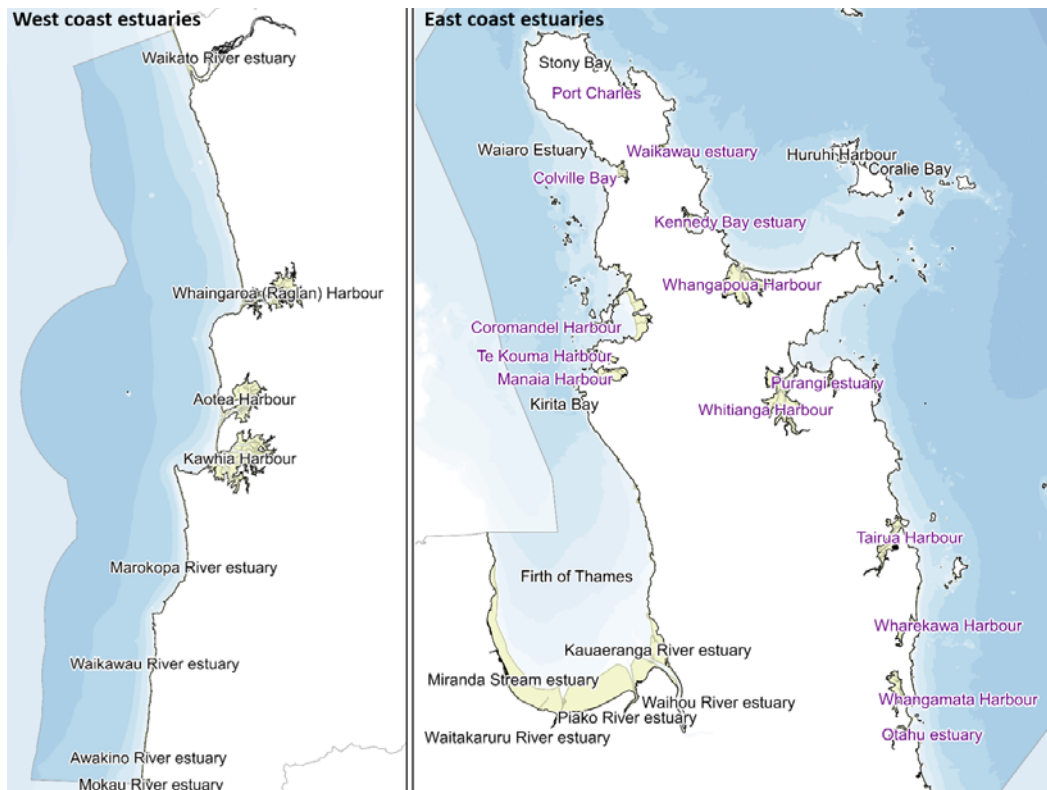 West coast estuaries
Waikato River estuary
Whaingaroa (Raglan) Harbour
Aotea Harbour
Kawhia Harbour
Marokopa River estuary
Waikawau River estuary
Awakino River estuary
Mokau River estuary
East coast estuaries
Stony Bay
Port Charles
Waiaro Estuary
Waikawau estuary
Huruhi Harbour
Coralie Bay
Colville Bay
Kennedy Bay estuary
Whangapoua Harbour
Coromandel Harbour
Te Kouma Harbour
Manaia Harbour
Purangi estuary
Kirita Bay
Whitianga Harbour
Tairua Harbour
Firth of Thames
Wharekawa Harbour
Kauaeranga River estuary
Miranda Stream estuary
Waihou River estuary
Whangamata Harbour
Piako River estuary
Waitakaruru River estuary
Otahu estuary